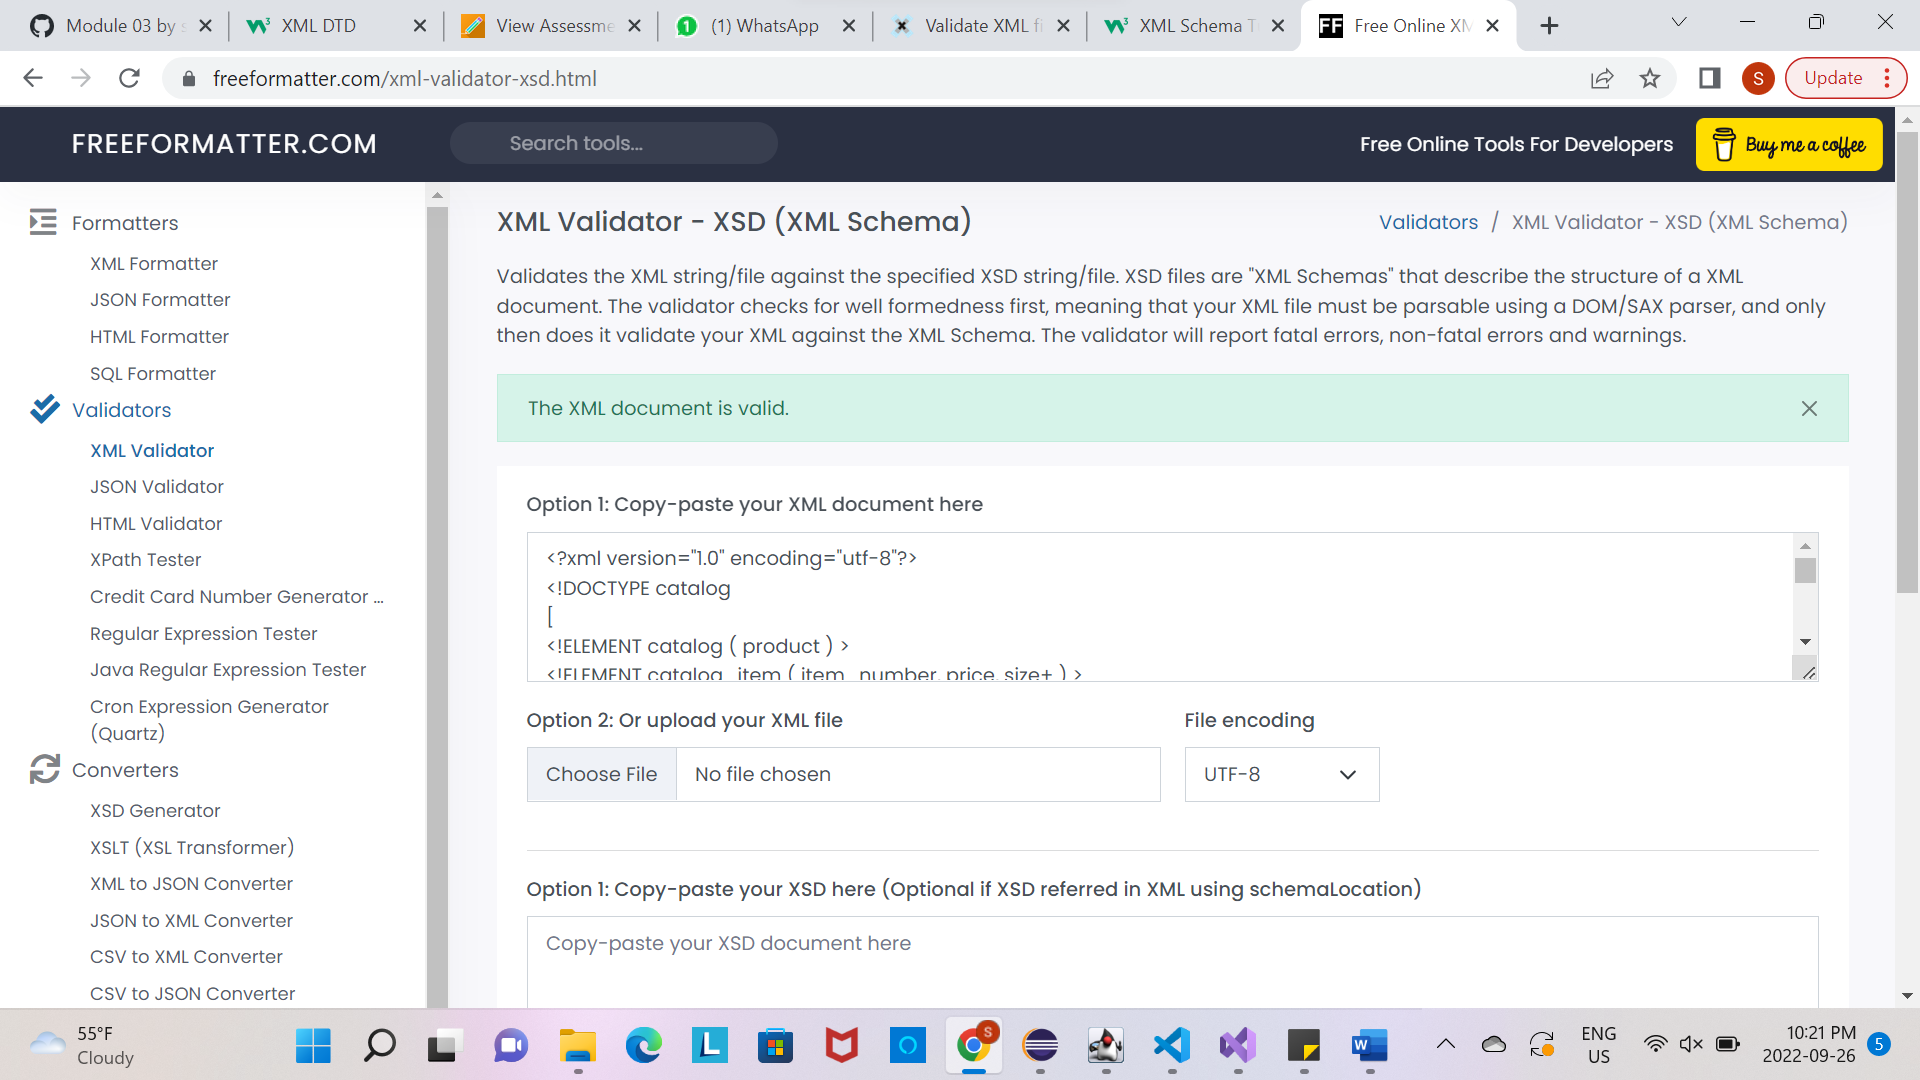 Module 03 by s
XML DTD
View Assessme
(1) WhatsApp
Validate XML fi
XML Schema T
Free Online XM
freeformatter.com/xml-validator-xsd.html
S
Update
FREEFORMATTER.COM
Search tools...
Free Online Tools For Developers
Buy me a coffee
Formatters
XML Formatter
JSON Formatter
HTML Formatter
SQL Formatter
Validators
XML Validator
JSON Validator
HTML Validator
XPath Tester
Credit Card Number Generator ...
Regular Expression Tester
Java Regular Expression Tester
Cron Expression Generator
(Quartz)
Converters
XSD Generator
XSLT (XSL Transformer)
XML to JSON Converter
JSON to XML Converter
CSV to XML Converter
CSV to JSON Converter
XML Validator - XSD (XML Schema)
Validators / XML Validator - XSD (XML Schema)
Validates the XML string/file against the specified XSD string/file. XSD files are "XML Schemas" that describe the structure of a XML
document. The validator checks for well formedness first, meaning that your XML file must be parsable using a DOM/SAX parser, and only
then does it validate your XML against the XML Schema. The validator will report fatal errors, non-fatal errors and warnings.
The XML document is valid.
Option 1: Copy-paste your XML document here
<?xml version="1.0" encoding="utf-8"?>
<!DOCTYPE catalog
[
<!ELEMENT catalog ( product ) >
<!ELEMENT catalog_item ( item_number, price, size+ ) >
Option 2: Or upload your XML file
File encoding
Choose File
No file chosen
UTF-8
Option 1: Copy-paste your XSD here (Optional if XSD referred in XML using schemaLocation)
Copy-paste your XSD document here
55°F
Cloudy
ENG
US
10:21 PM
2022-09-26
5